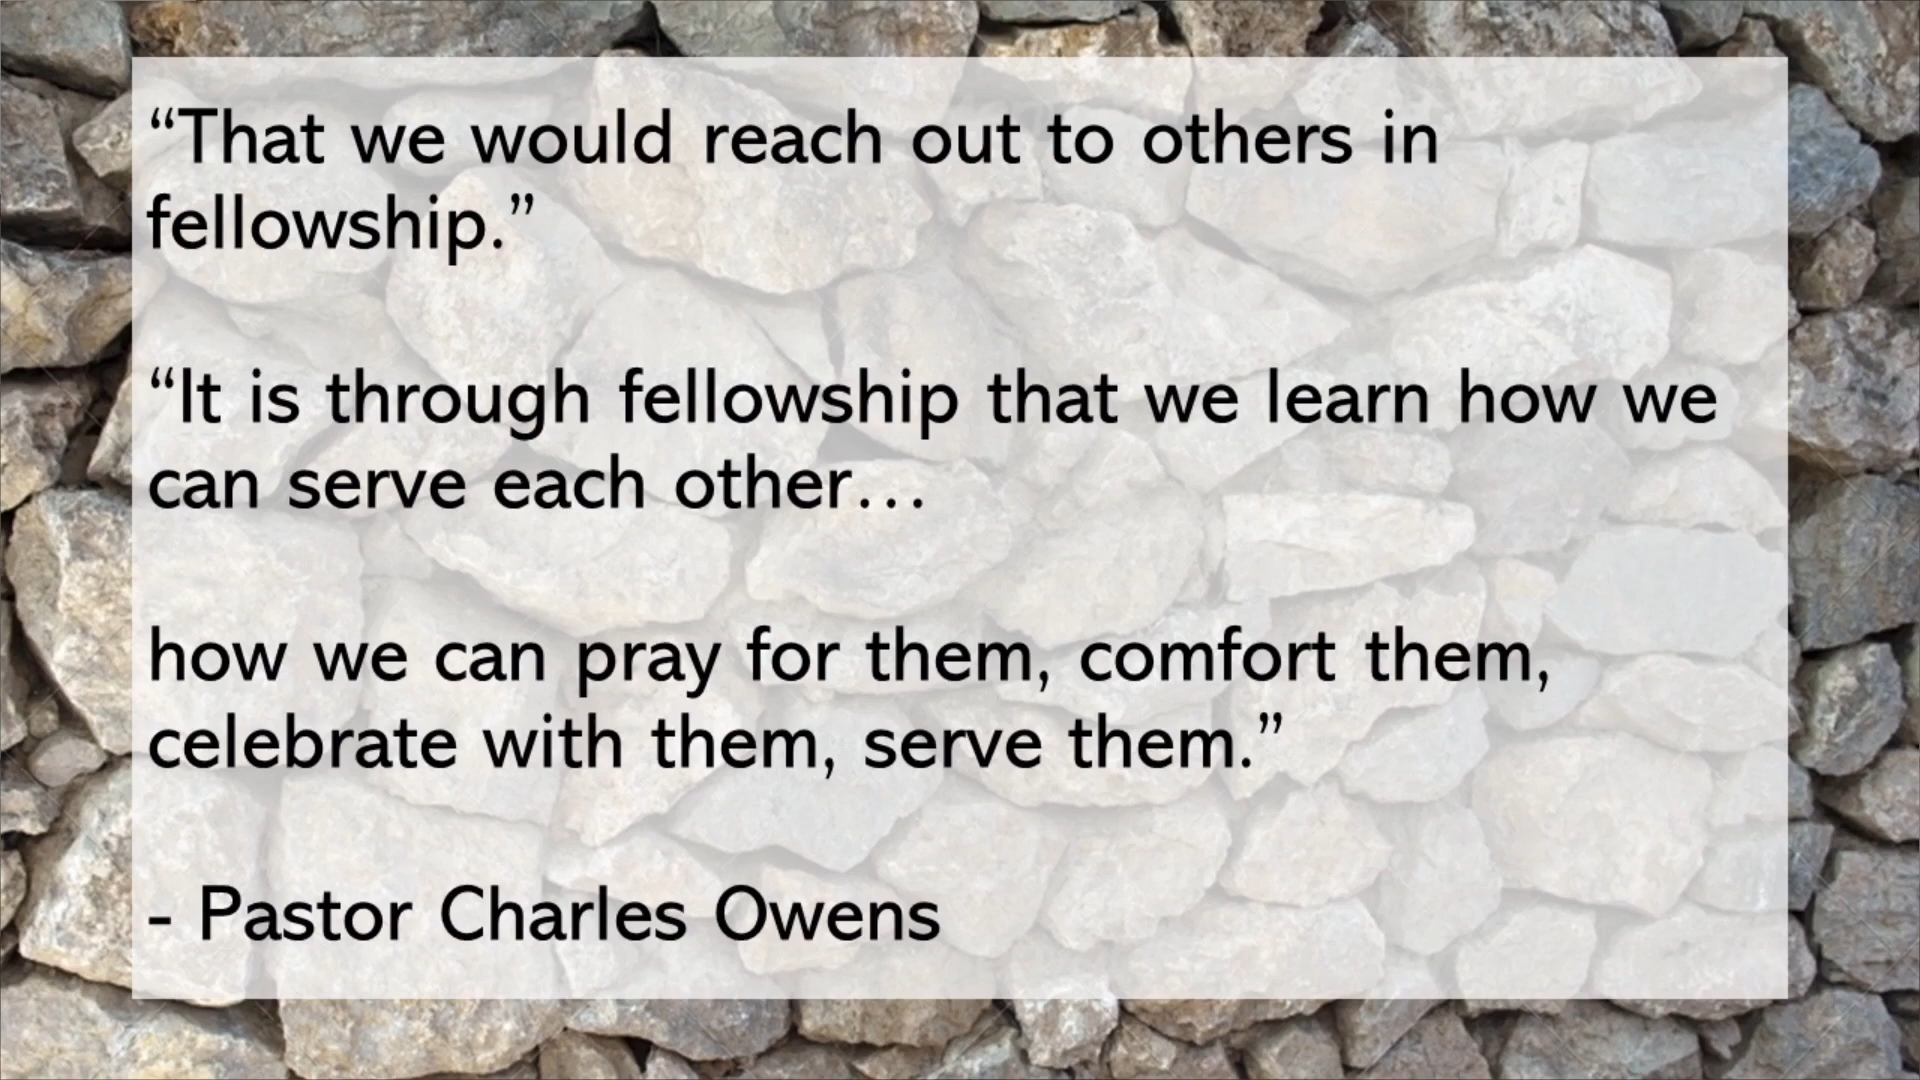 “That we would reach out to others in
fellowship.”
“It is through fellowship that we learn how we
can serve each other…
how we can pray for them, comfort them,
celebrate with them, serve them.”
- Pastor Charles Owens